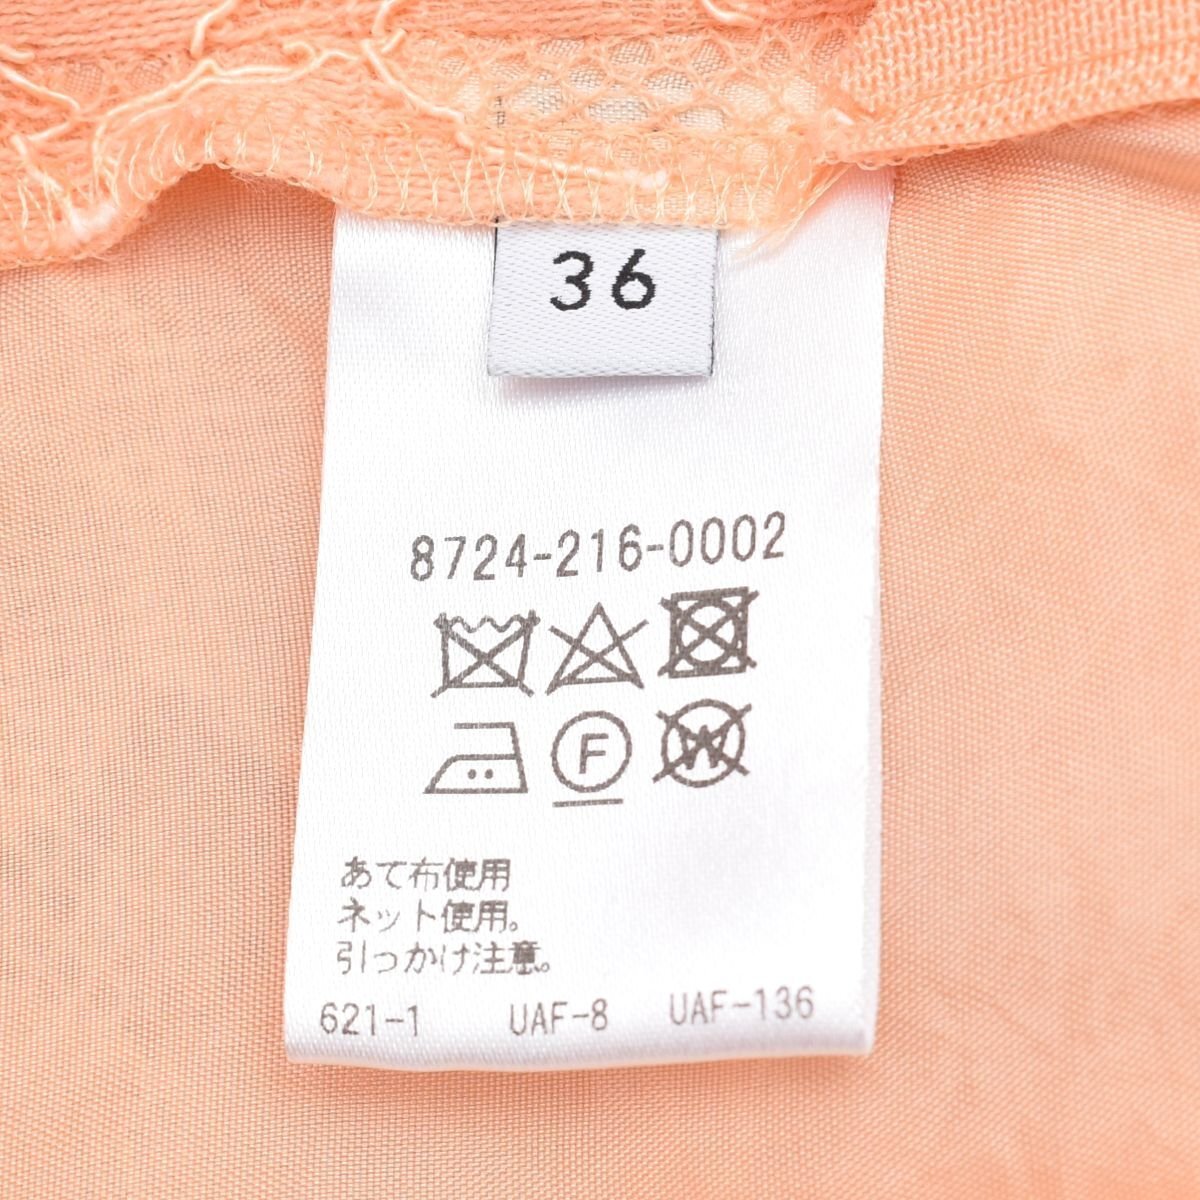 36
8724-216-0002
F
W
あて布使用
ネット使用。
引っかけ注意。
621-1 UAF-8 UAF-136